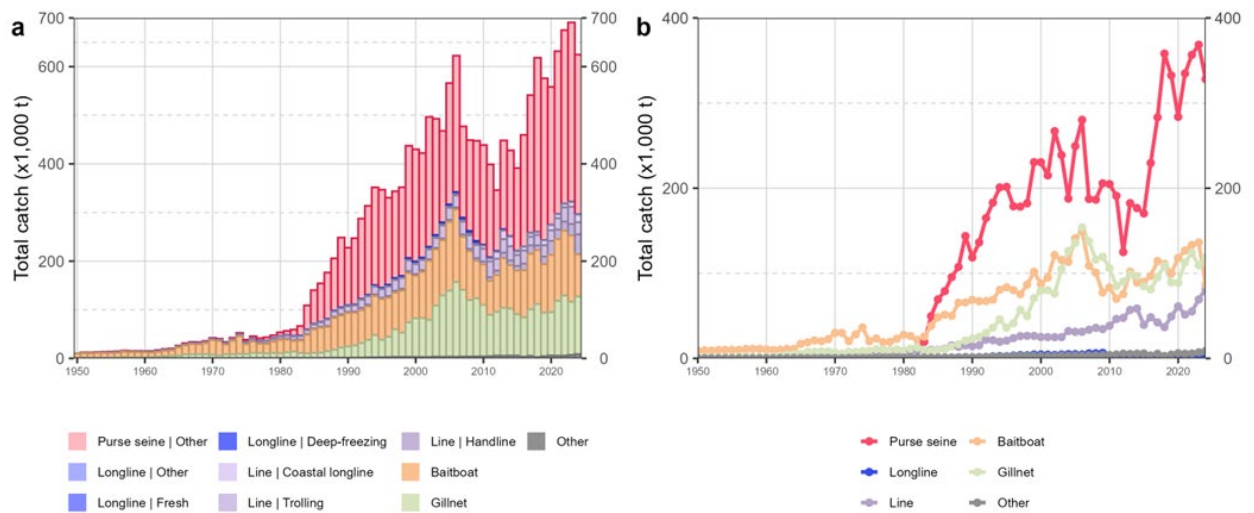 a
Total catch (x1,000 t)
700
600
400
200
0
700
600
400
200
0
1950 1960 1970 1980 1990 2000 2010 2020
Purse seine | Other
Longline | Other
Longline | Fresh
Longline | Deep-freezing
Line | Coastal longline
Line | Trolling
Line | Handline
Baitboat
Gillnet
Other
b
Total catch (x1,000 t)
400
200
0
400
200
0
1950 1960 1970 1980 1990 2000 2010 2020
Purse seine
Longline
Line
Baitboat
Gillnet
Other